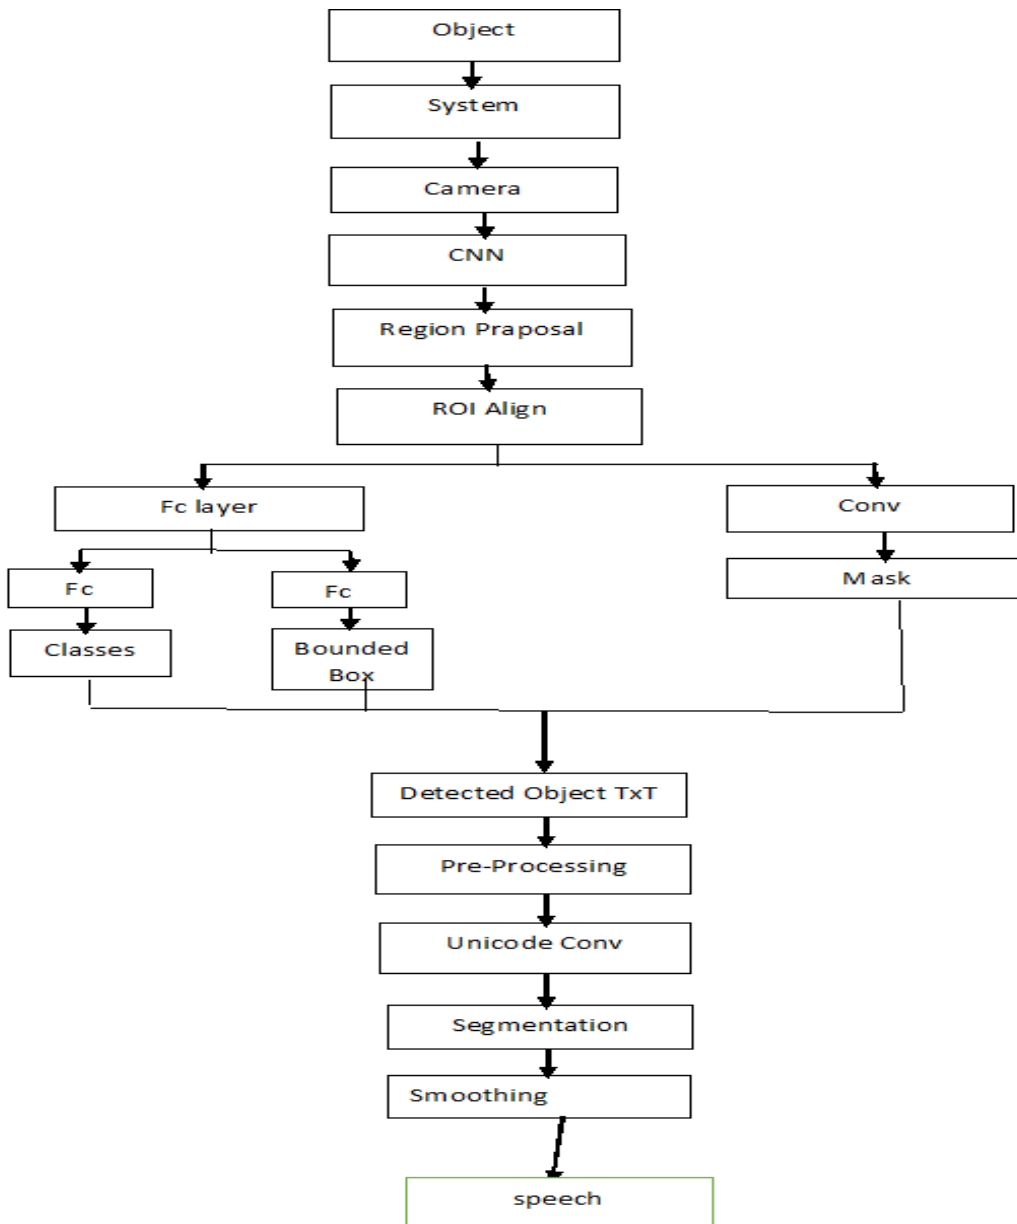 Object
System
Camera
CNN
Region Praposal
ROI Align
Fc layer
Conv
Fc
Fc
Mask
Classes
Bounded
Box
Detected Object TxT
Pre-Processing
Unicode Conv
Segmentation
Smoothing
speech